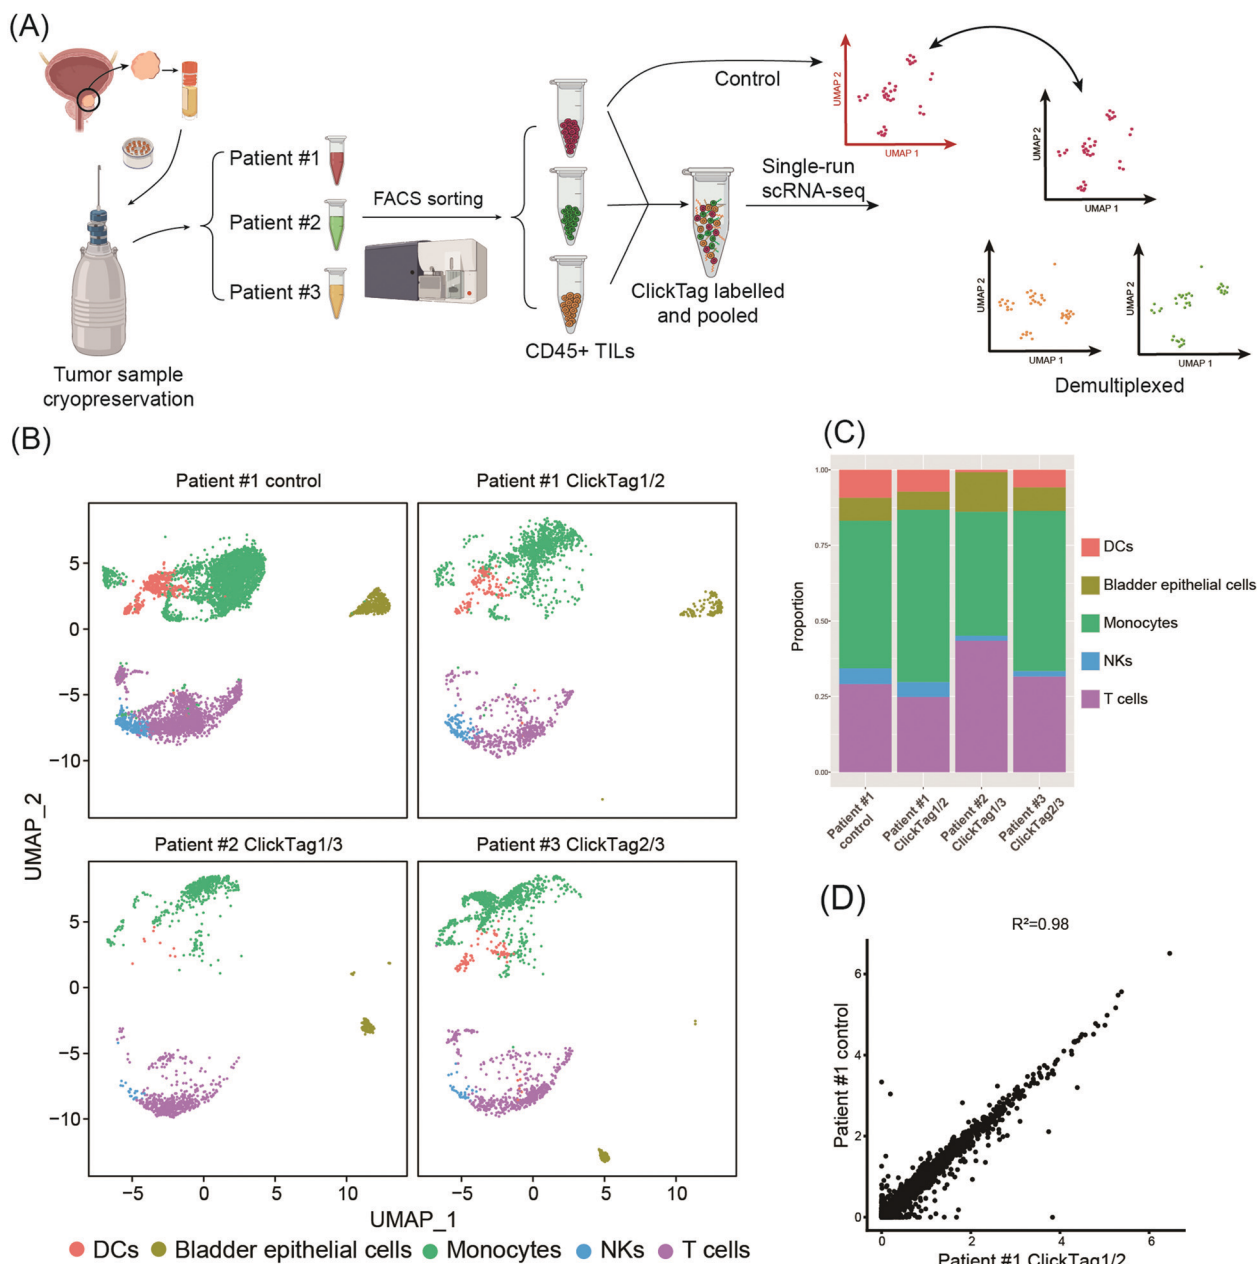 (A)
Control
UMAP 2
UMAP 1
UMAP 2
UMAP 1
Patient #1
Patient #2
Patient #3
FACS sorting
Single-run
scRNA-seq
ClickTag labelled
and pooled
CD45+ TILs
Tumor sample
cryopreservation
UMAP 2
UMAP 1
UMAP 2
UMAP 1
Demultiplexed
(B)
Patient #1 control
Patient #1 ClickTag1/2
5
0
−5
−10
UMAP_2
Patient #2 ClickTag1/3
Patient #3 ClickTag2/3
5
0
−5
−10
−5 0 5 10
−5 0 5 10
UMAP_1
DCs Bladder epithelial cells Monocytes NKs T cells
(C)
Proportion
1.00
0.75
0.50
0.25
0.00
Patient #1
control
Patient #1
ClickTag1/2
Patient #2
ClickTag1/3
Patient #3
ClickTag2/3
DCs
Bladder epithelial cells
Monocytes
NKs
T cells
(D)
R²=0.98
Patient #1 control
6
4
2
0
0 2 4 6
Patient #1 ClickTag1/2